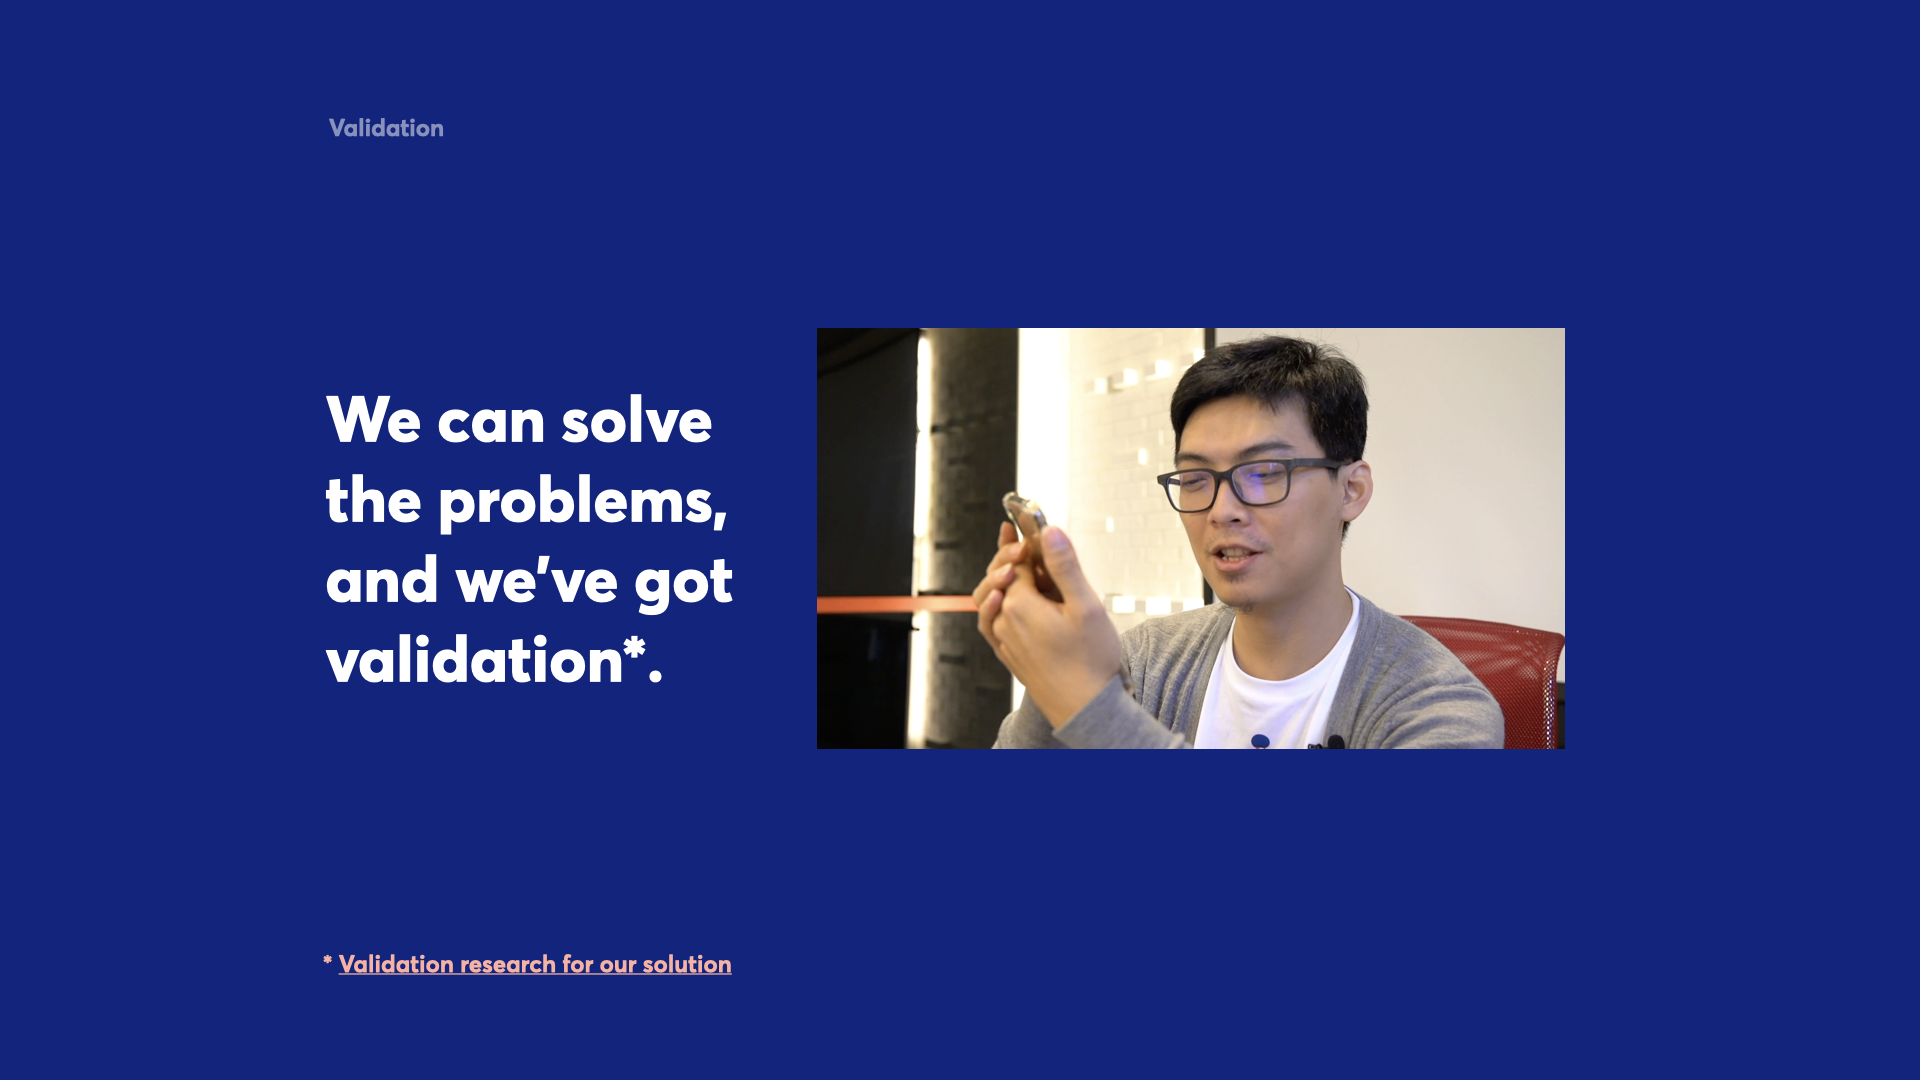 Validation
We can solve
the problems,
and we've got
validation*.
* Validation research for our solution